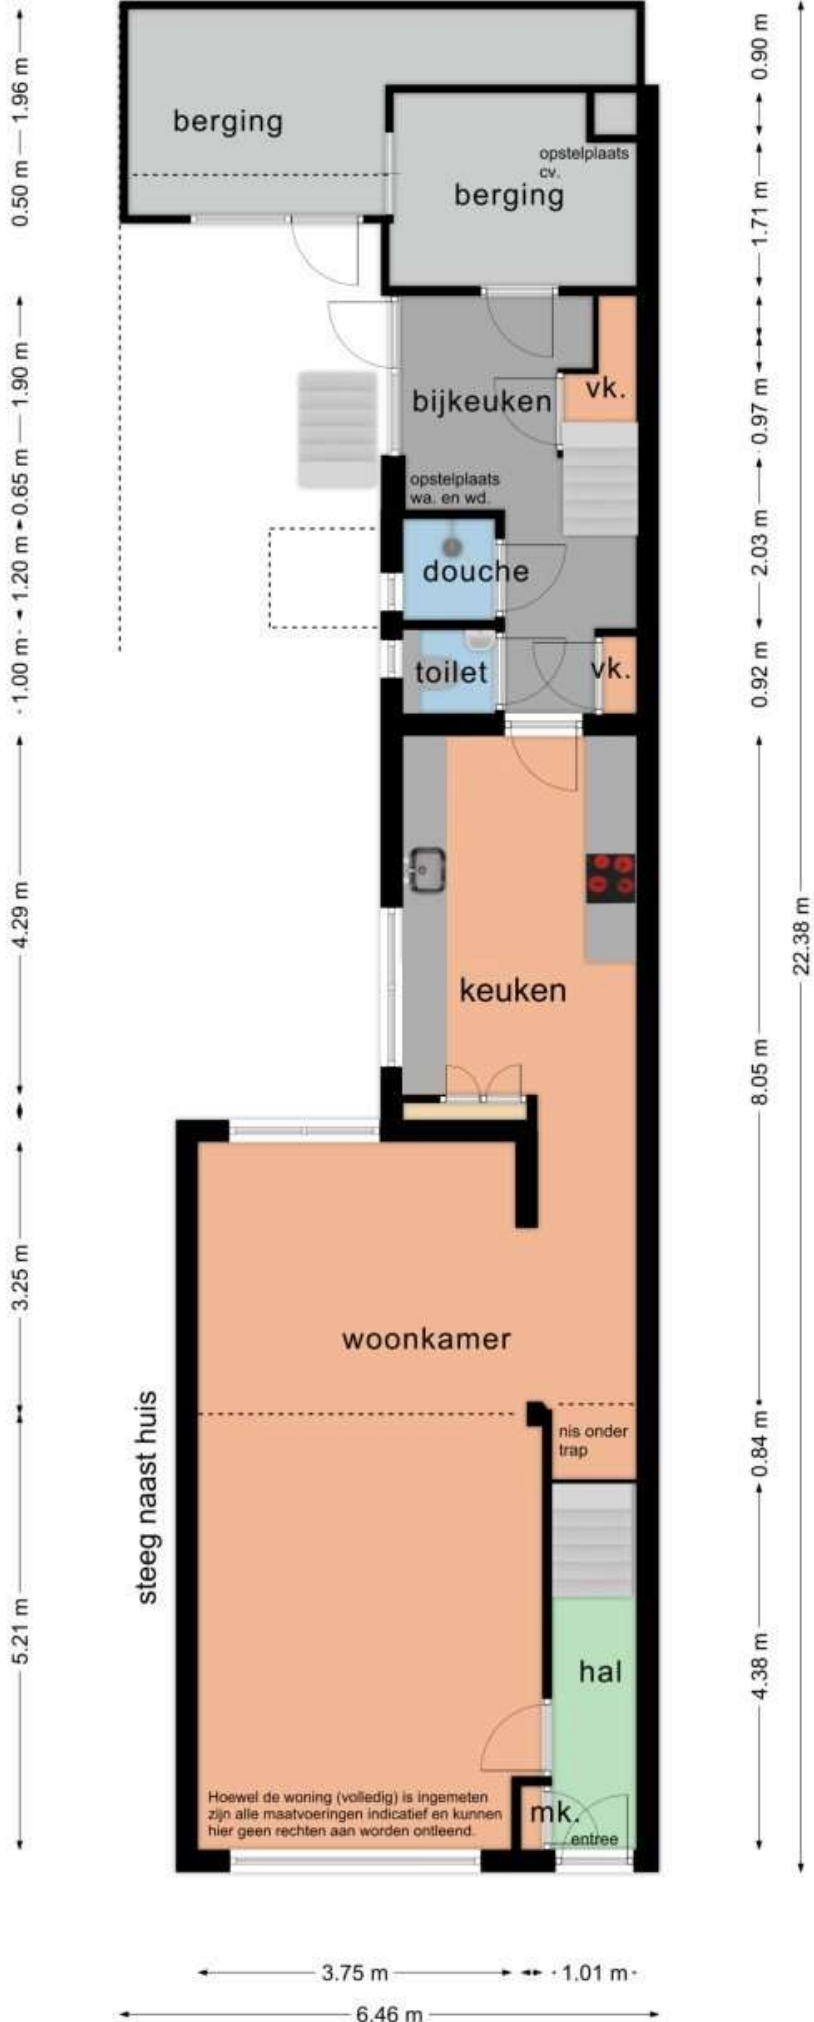 berging
opstelplaats
cv.
berging
bijkeuken
vk.
opstelplaats
wa. en wd.
douche
toilet
vk.
keuken
woonkamer
nis onder
trap
steeg naast huis
hal
Hoewel de woning (volledig) is ingemeten
zijn alle maatvoeringen indicatief en kunnen
hier geen rechten aan worden ontleend.
mk.
entree
1.96 m
0.50 m
1.90 m
0.65 m
1.20 m
1.00 m
4.29 m
3.25 m
5.21 m
0.90 m
1.71 m
0.97 m
2.03 m
0.92 m
8.05 m
0.84 m
4.38 m
22.38 m
3.75 m
1.01 m
6.46 m